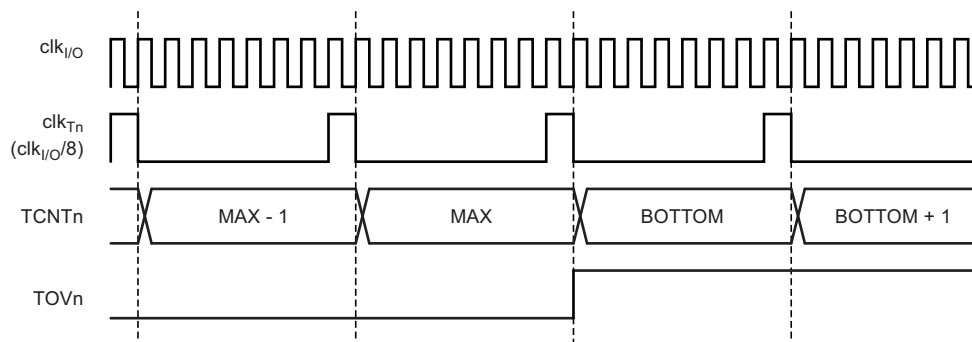 clkI/O
clkTn
(clkI/O/8)
TCNTn MAX - 1 MAX BOTTOM BOTTOM + 1
TOVn